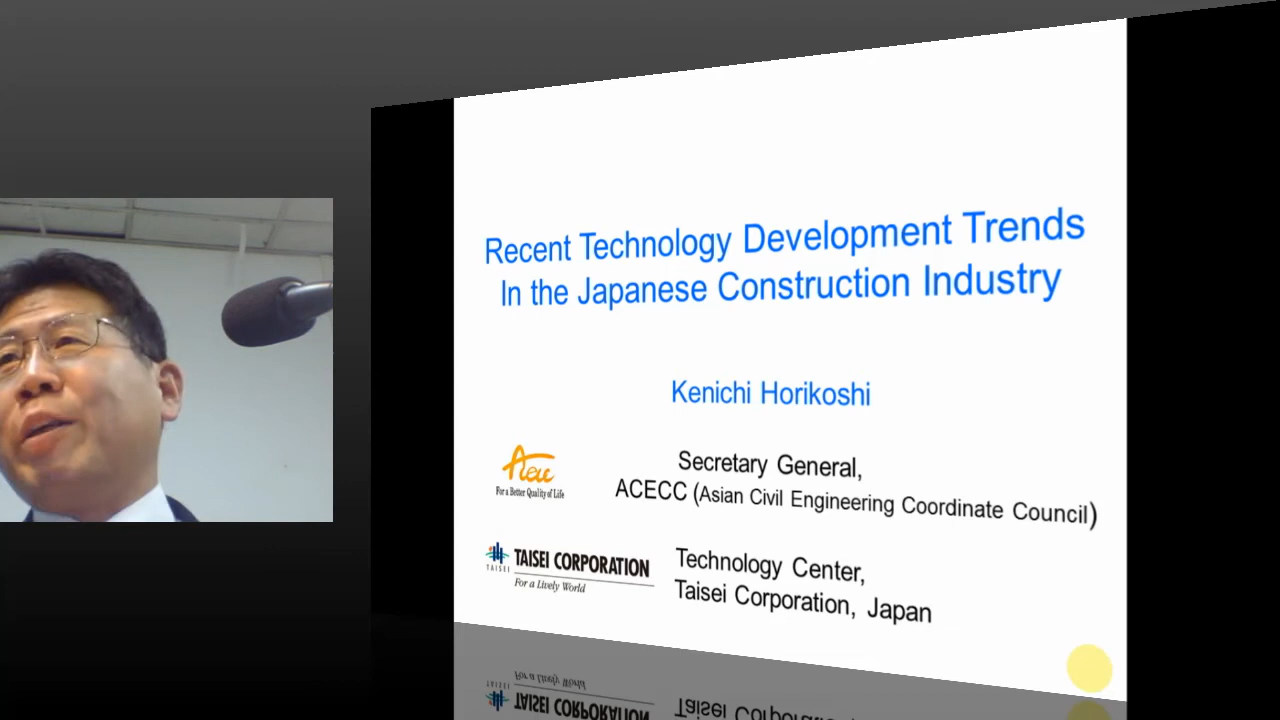 Recent Technology Development Trends
In the Japanese Construction Industry
Kenichi Horikoshi
Acecc
For a Better Quality of Life
Secretary General,
ACECC (Asian Civil Engineering Coordinate Council)
TAISEI
TAISEI CORPORATION
For a Lively World
Technology Center,
Taisei Corporation, Japan